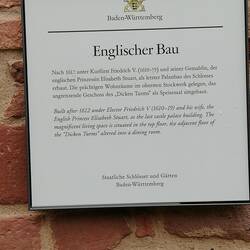 Baden-Württemberg
Englischer Bau
Nach 1612 unter Kurfürst Friedrich V. (1610–19) und seiner Gemahlin, der
englischen Prinzessin Elisabeth Stuart, als letzter Palastbau des Schlosses
erbaut. Die prächtigen Wohnräume im obersten Stockwerk gelegen, das
angrenzende Geschoss des „Dicken Turms" als Speisesaal umgebaut.
Built after 1612 under Elector Friedrich V (1610–19) and his wife, the
English Princess Elisabeth Stuart, as the last castle palace building. The
magnificent living space is situated in the top floor, the adjacent floor of
the "Dicken Turms" altered into a dining room.
Staatliche Schlösser und Gärten
Baden-Württemberg